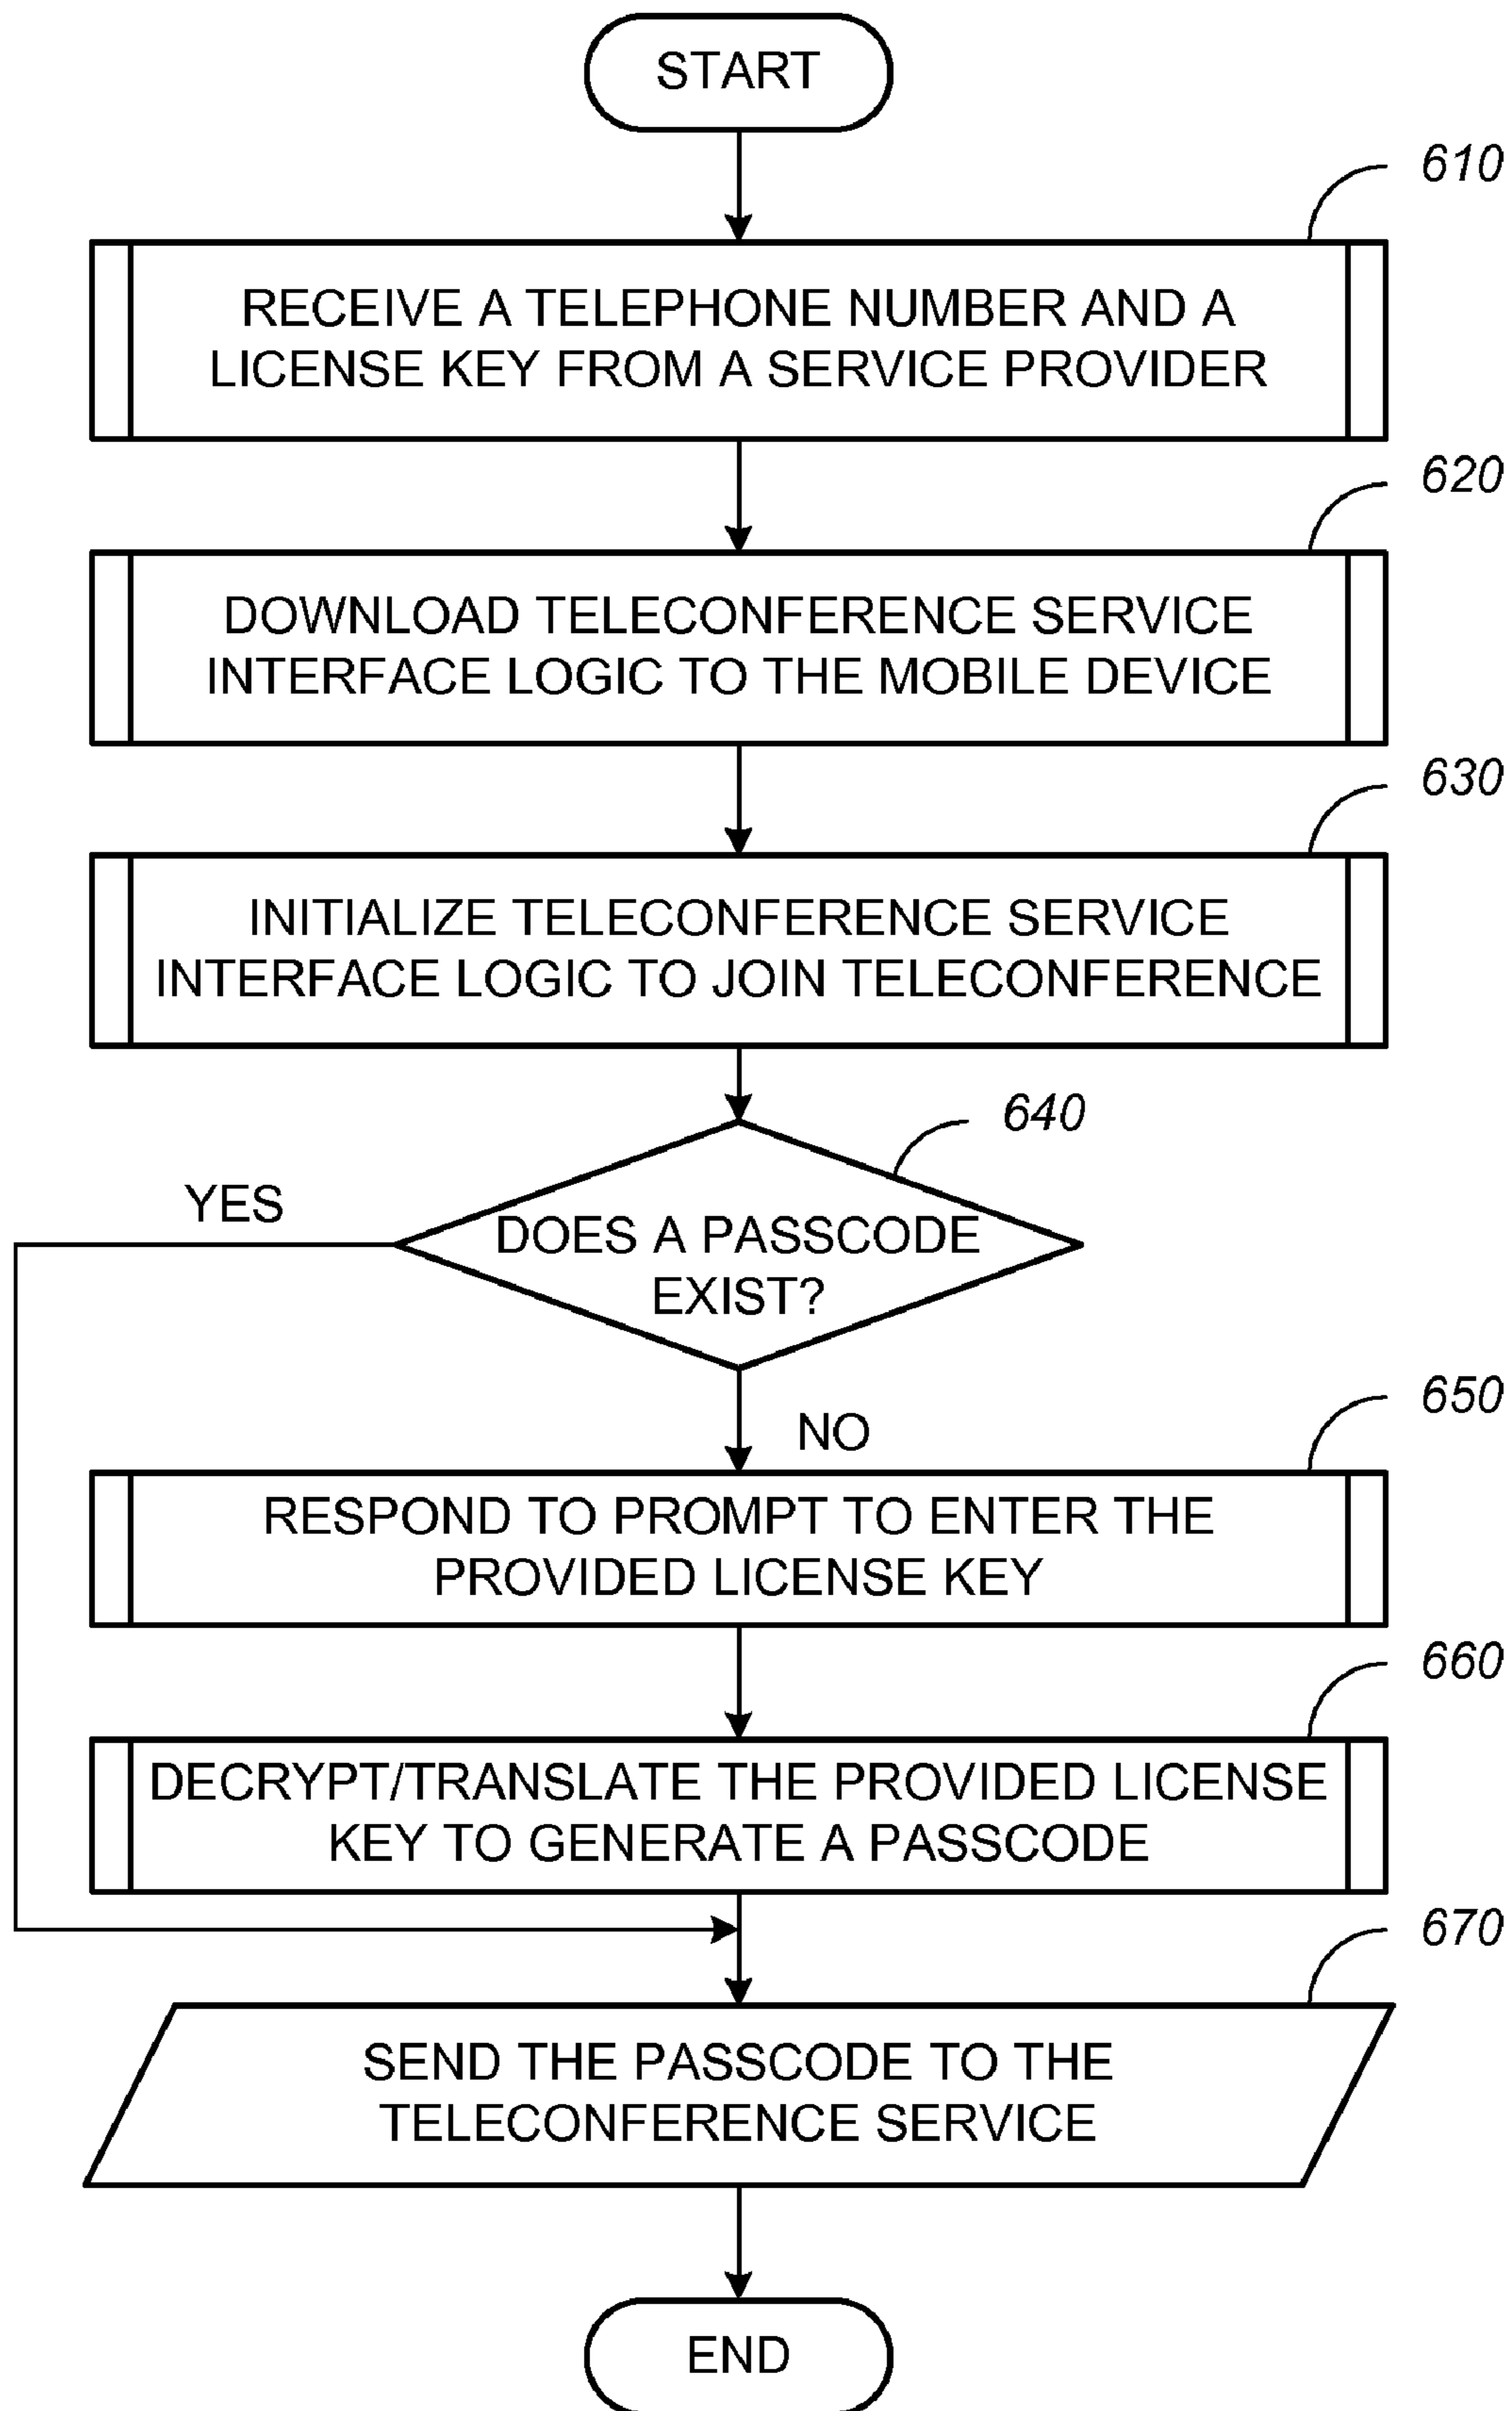 START
610
RECEIVE A TELEPHONE NUMBER AND A
LICENSE KEY FROM A SERVICE PROVIDER
620
DOWNLOAD TELECONFERENCE SERVICE
INTERFACE LOGIC TO THE MOBILE DEVICE
630
INITIALIZE TELECONFERENCE SERVICE
INTERFACE LOGIC TO JOIN TELECONFERENCE
640
YES
DOES A PASSCODE
EXIST?
NO
650
RESPOND TO PROMPT TO ENTER THE
PROVIDED LICENSE KEY
660
DECRYPT/TRANSLATE THE PROVIDED LICENSE
KEY TO GENERATE A PASSCODE
670
SEND THE PASSCODE TO THE
TELECONFERENCE SERVICE
END